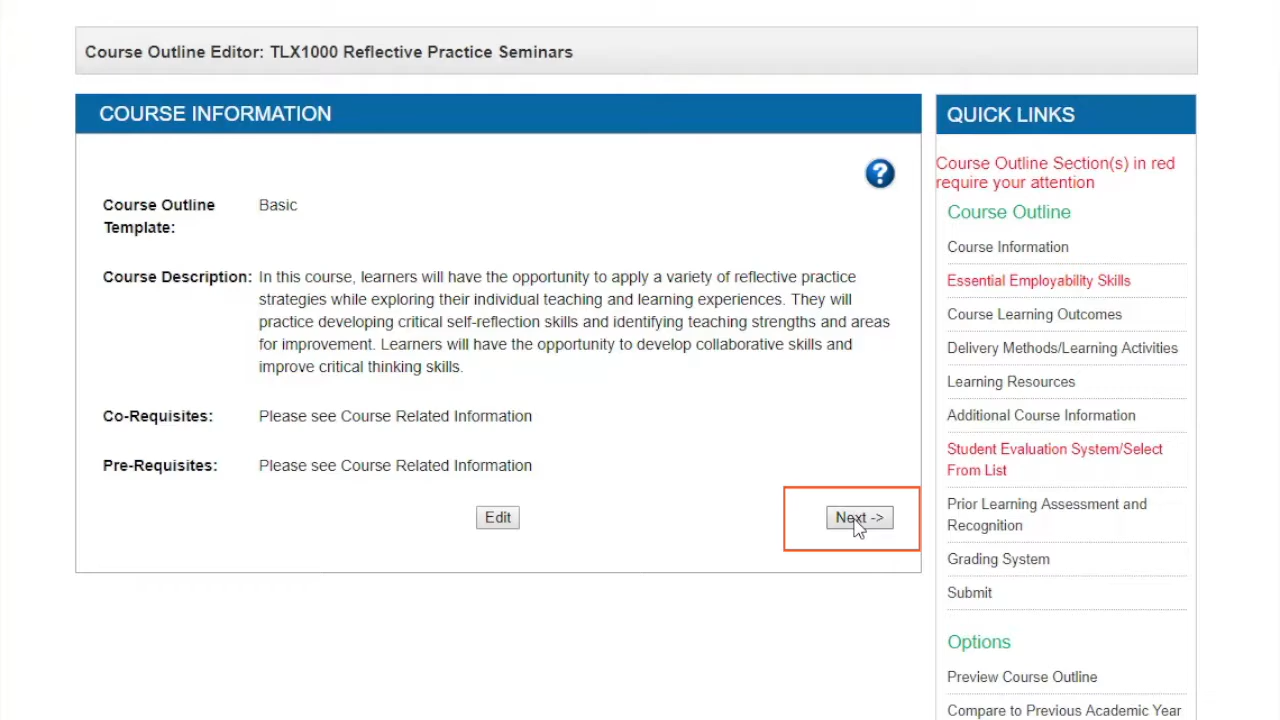 Course Outline Editor: TLX1000 Reflective Practice Seminars
COURSE INFORMATION
?
Course Outline Template:
Basic
Course Description:
In this course, learners will have the opportunity to apply a variety of reflective practice
strategies while exploring their individual teaching and learning experiences. They will
practice developing critical self-reflection skills and identifying teaching strengths and areas
for improvement. Learners will have the opportunity to develop collaborative skills and
improve critical thinking skills.
Co-Requisites:
Please see Course Related Information
Pre-Requisites:
Please see Course Related Information
Edit
Next ->
QUICK LINKS
Course Outline Section(s) in red
require your attention
Course Outline
Course Information
Essential Employability Skills
Course Learning Outcomes
Delivery Methods/Learning Activities
Learning Resources
Additional Course Information
Student Evaluation System/Select
From List
Prior Learning Assessment and
Recognition
Grading System
Submit
Options
Preview Course Outline
Compare to Previous Academic Year